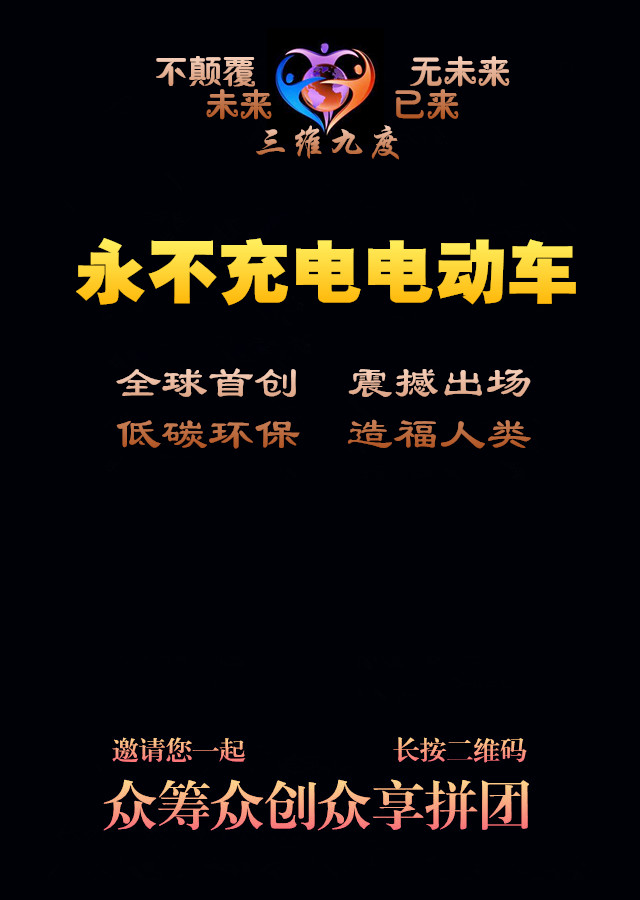 不颠覆 无未来
未来 已来
三维九度
永不充电电动车
全球首创 震撼出场
低碳环保 造福人类
邀请您一起 长按二维码
众筹众创众享拼团